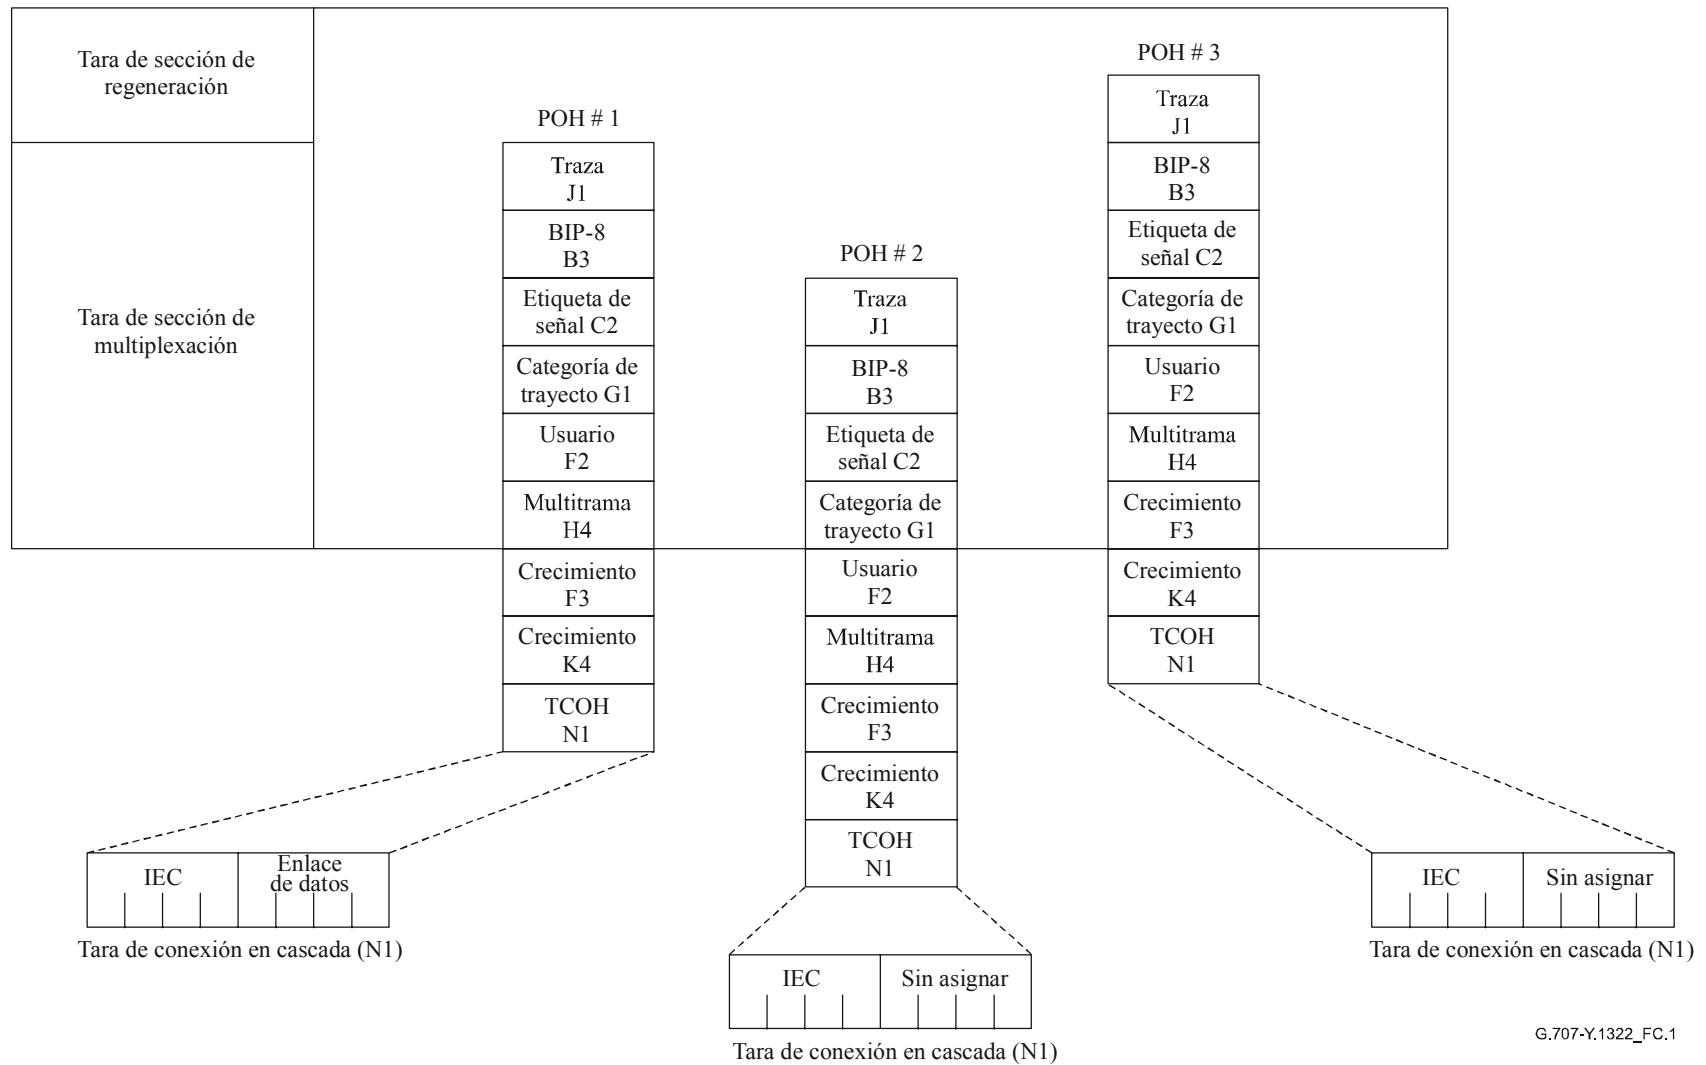 Tara de sección de
regeneración
Tara de sección de
multiplexación
POH # 1
Traza
J1
BIP-8
B3
Etiqueta de
señal C2
Categoría de
trayecto G1
Usuario
F2
Multitrama
H4
Crecimiento
F3
Crecimiento
K4
TCOH
N1
IEC
Enlace
de datos
Tara de conexión en cascada (N1)
POH # 2
Traza
J1
BIP-8
B3
Etiqueta de
señal C2
Categoría de
trayecto G1
Usuario
F2
Multitrama
H4
Crecimiento
F3
Crecimiento
K4
TCOH
N1
IEC
Sin asignar
Tara de conexión en cascada (N1)
POH # 3
Traza
J1
BIP-8
B3
Etiqueta de
señal C2
Categoría de
trayecto G1
Usuario
F2
Multitrama
H4
Crecimiento
F3
Crecimiento
K4
TCOH
N1
IEC
Sin asignar
Tara de conexión en cascada (N1)
G.707-Y.1322_FC.1